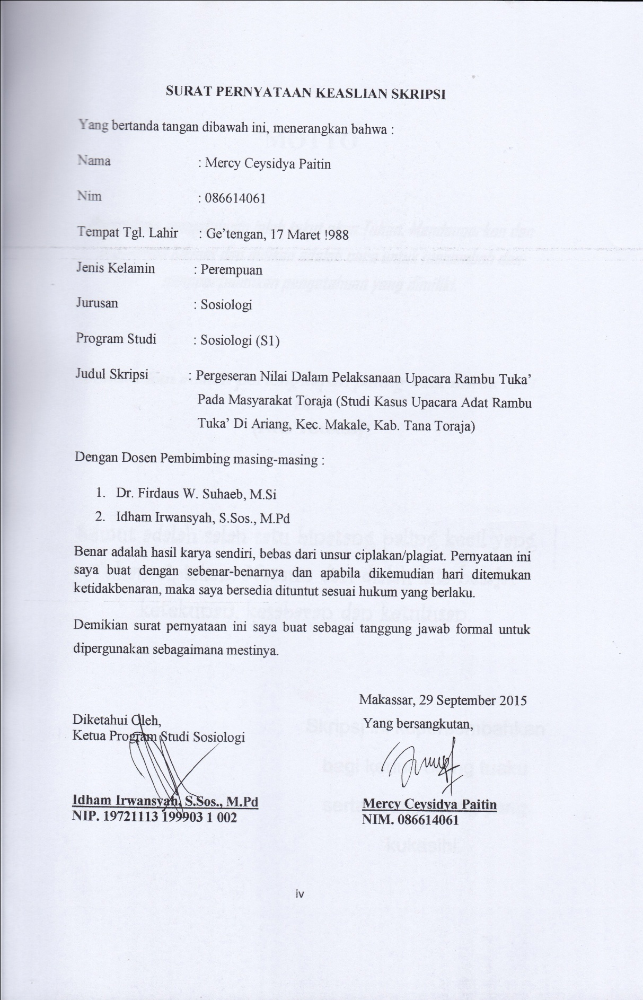 SURAT PERNYATAAN KEASLIAN SKRIPSI
Yang bertanda tangan dibawah ini, menerangkan bahwa :
Nama : Mercy Ceysidya Paitin
Nim : 086614061
Tempat Tgl. Lahir : Ge’tengan, 17 Maret !988
Jenis Kelamin : Perempuan
Jurusan : Sosiologi
Program Studi : Sosiologi (S1)
Judul Skripsi : Pergeseran Nilai Dalam Pelaksanaan Upacara Rambu Tuka’
Pada Masyarakat Toraja (Studi Kasus Upacara Adat Rambu
Tuka’ Di Ariang, Kec. Makale, Kab. Tana Toraja)
Dengan Dosen Pembimbing masing-masing :
1. Dr. Firdaus W. Suhaeb, M.Si
2. Idham Irwansyah, S.Sos., M.Pd
Benar adalah hasil karya sendiri, bebas dari unsur ciplakan/plagiat. Pernyataan ini
saya buat dengan sebenar-benarnya dan apabila dikemudian hari ditemukan
ketidakbenaran, maka saya bersedia dituntut sesuai hukum yang berlaku.
Demikian surat pernyataan ini saya buat sebagai tanggung jawab formal untuk
dipergunakan sebagaimana mestinya.
Makassar, 29 September 2015
Diketahui Oleh,
Ketua Program Studi Sosiologi
Yang bersangkutan,
Idham Irwansyah, S.Sos., M.Pd
NIP. 19721113 199903 1 002
Mercy Ceysidya Paitin
NIM. 086614061
iv